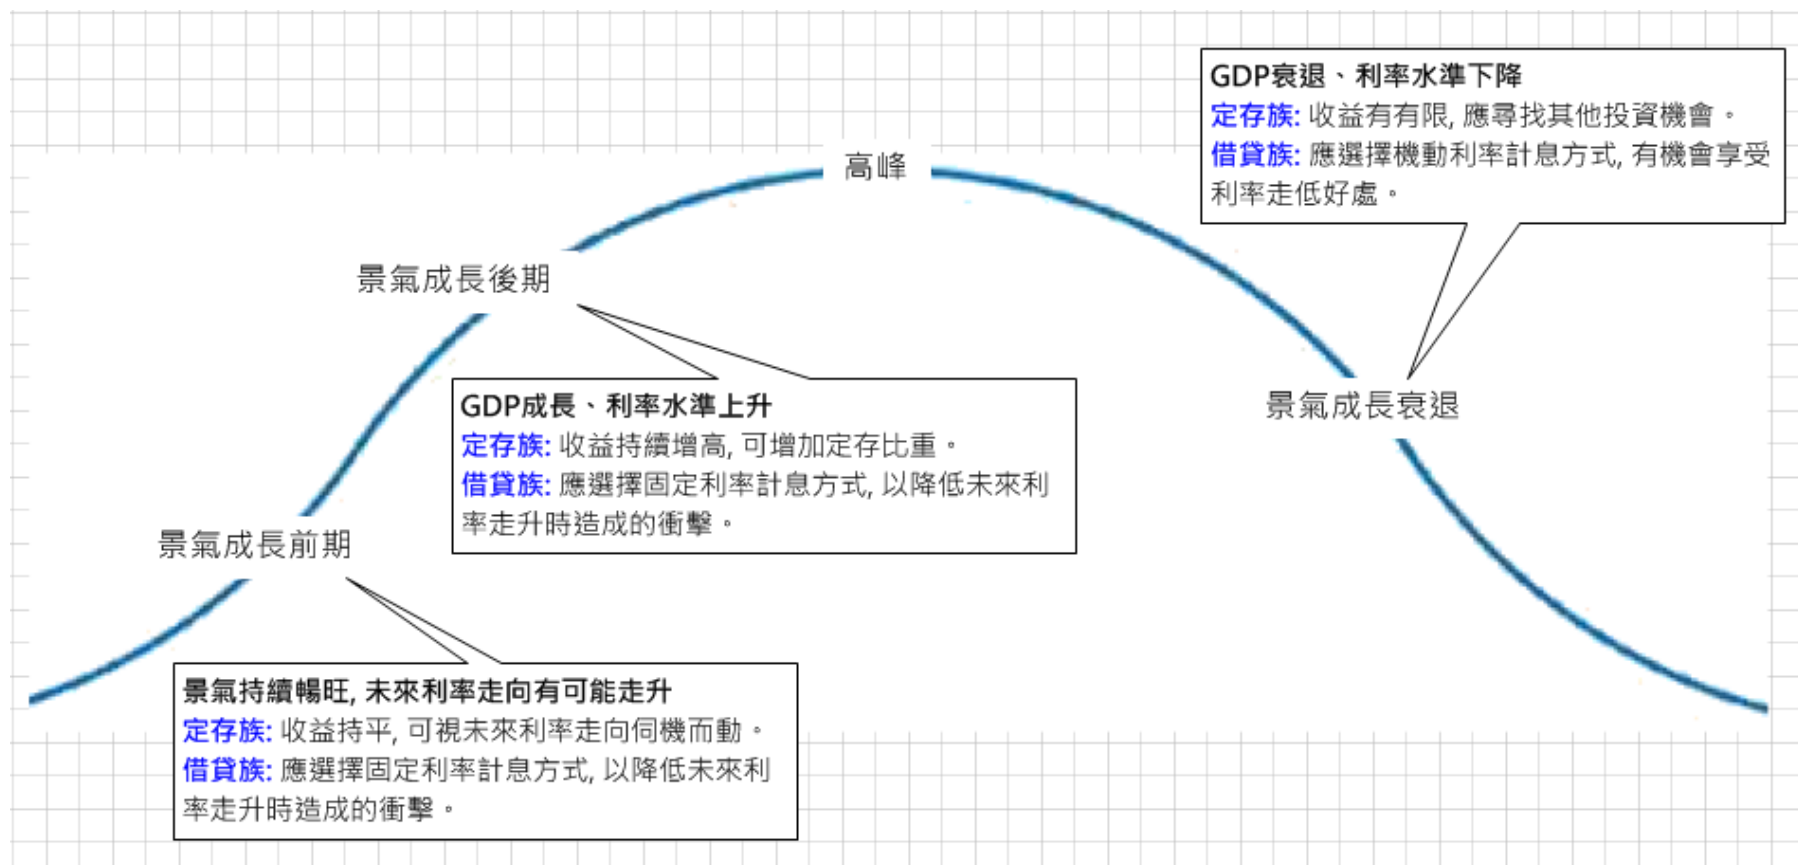 GDP衰退、利率水準下降
定存族: 收益有有限, 應尋找其他投資機會。
借貸族: 應選擇機動利率計息方式, 有機會享受
利率走低好處。
高峰
景氣成長後期
景氣成長衰退
GDP成長、利率水準上升
定存族: 收益持續增高, 可增加定存比重。
借貸族: 應選擇固定利率計息方式, 以降低未來利
率走升時造成的衝擊。
景氣成長前期
景氣持續暢旺, 未來利率走向有可能走升
定存族: 收益持平, 可視未來利率走向伺機而動。
借貸族: 應選擇固定利率計息方式, 以降低未來利
率走升時造成的衝擊。